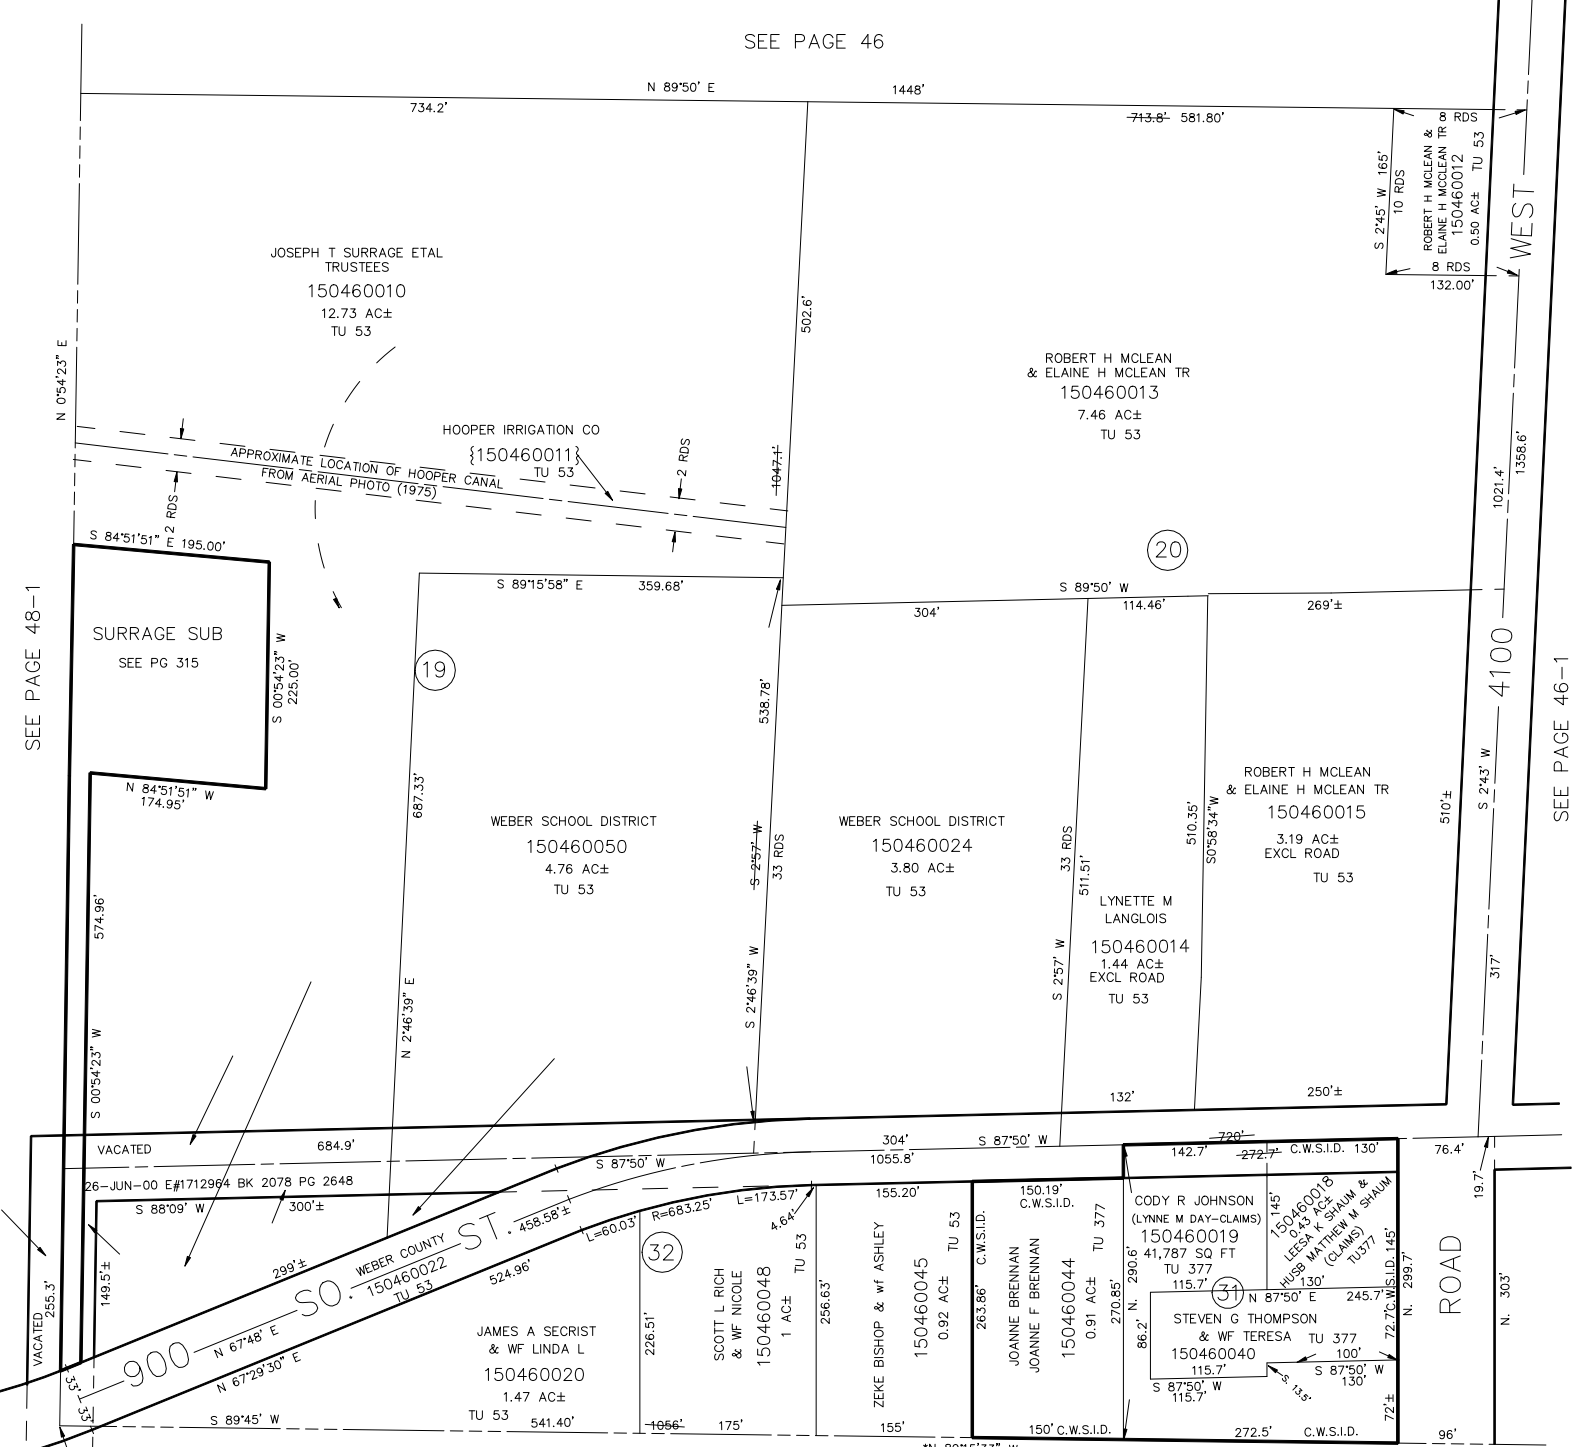 SEE PAGE 46
N 89°50' E
1448'
734.2'
713.8' 581.80'
8 RDS
ROBERT H MCLEAN &
ELAINE H MCCLEAN TR
150460012
0.50 AC±
TU 53
S 2°45' W 165'
10 RDS
8 RDS
132.00'
WEST
JOSEPH T SURRAGE ETAL
TRUSTEES
150460010
12.73 AC±
TU 53
N 0°54'23" E
502.6'
ROBERT H MCLEAN
& ELAINE H MCLEAN TR
150460013
7.46 AC±
TU 53
HOOPER IRRIGATION CO
{150460011}
TU 53
APPROXIMATE LOCATION OF HOOPER CANAL
FROM AERIAL PHOTO (1975)
2 RDS
2 RDS
1047.1'
1021.4'
1358.6'
S 84°51'51" E 195.00'
20
SEE PAGE 48-1
SURRAGE SUB
SEE PG 315
S 00°54'23" W
225.00'
N 84°51'51" W
174.95'
S 89°15'58" E
359.68'
19
S 89°50' W
304'
114.46'
269'±
4100
SEE PAGE 46-1
538.78'
687.33'
WEBER SCHOOL DISTRICT
150460050
4.76 AC±
TU 53
S 2°57' W
33 RDS
WEBER SCHOOL DISTRICT
150460024
3.80 AC±
TU 53
33 RDS
511.51'
510.35'
S0°58'34"W
ROBERT H MCLEAN
& ELAINE H MCLEAN TR
150460015
3.19 AC±
EXCL ROAD
TU 53
510'±
S 2°43' W
LYNETTE M
LANGLOIS
150460014
1.44 AC±
EXCL ROAD
TU 53
574.96'
S 00°54'23" W
N 2°46'39" E
S 2°46'39" W
S 2°57' W
317'
132'
250'±
VACATED
684.9'
S 87°50' W
304'
S 87°50' W
1055.8'
720'
142.7'
272.7'
C.W.S.I.D. 130'
76.4'
19.7'
26-JUN-00 E#1712964 BK 2078 PG 2648
S 88°09' W
300'±
VACATED
255.3'
149.5'±
299'±
900 SO. ST.
WEBER COUNTY
150460022
TU 53
458.58'±
N 67°48' E
N 67°29'30" E
524.96'
L=60.03'
R=683.25'
L=173.57'
4.64'
33'
33'
32
JAMES A SECRIST
& WF LINDA L
150460020
1.47 AC±
TU 53
S 89°45' W
541.40'
226.51'
SCOTT L RICH
& WF NICOLE
150460048
1 AC±
TU 53
256.63'
1056'
175'
155.20'
ZEKE BISHOP & wf ASHLEY
150460045
0.92 AC±
TU 53
155'
263.86'
C.W.S.I.D.
150.19'
C.W.S.I.D.
JOANNE BRENNAN
JOANNE F BRENNAN
150460044
0.91 AC±
TU 377
270.85'
150' C.W.S.I.D.
N. 290.6'
CODY R JOHNSON
(LYNNE M DAY-CLAIMS)
150460019
41,787 SQ FT
TU 377
115.7'
145'
150460018
0.43 AC±
LEESA K SHAUM &
HUSB MATTHEW M SHAUM
(CLAIMS)
TU377
31
130'
N 87°50' E
245.7'
86.2'
STEVEN G THOMPSON
& WF TERESA
TU 377
150460040
100'
115.7'
S 87°50' W
115.7'
S 87°50' W
130'
S. 13.5'
72.7'
C.W.S.I.D. 145'
N. 299.7'
72'±
272.5'
C.W.S.I.D.
ROAD
N. 303'
96'